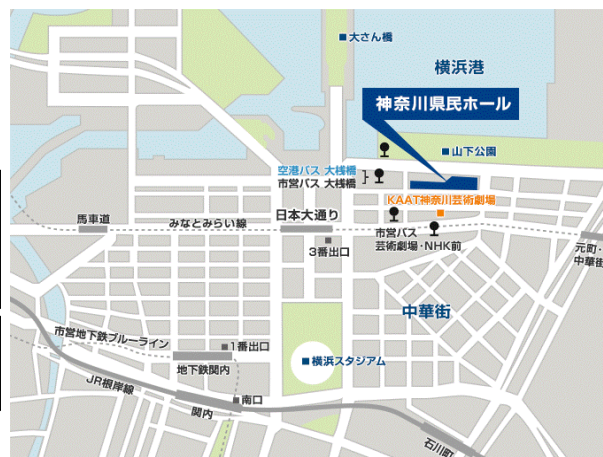 大さん橋
横浜港
神奈川県民ホール
山下公園
空港バス 大桟橋
市営バス 大桟橋
KAAT神奈川芸術劇場
日本大通り
馬車道
みなとみらい線
市営バス
芸術劇場・NHK前
3番出口
元町・
中華街
中華街
市営地下鉄ブルーライン
1番出口
地下鉄関内
横浜スタジアム
JR根岸線
南口
関内
石川町